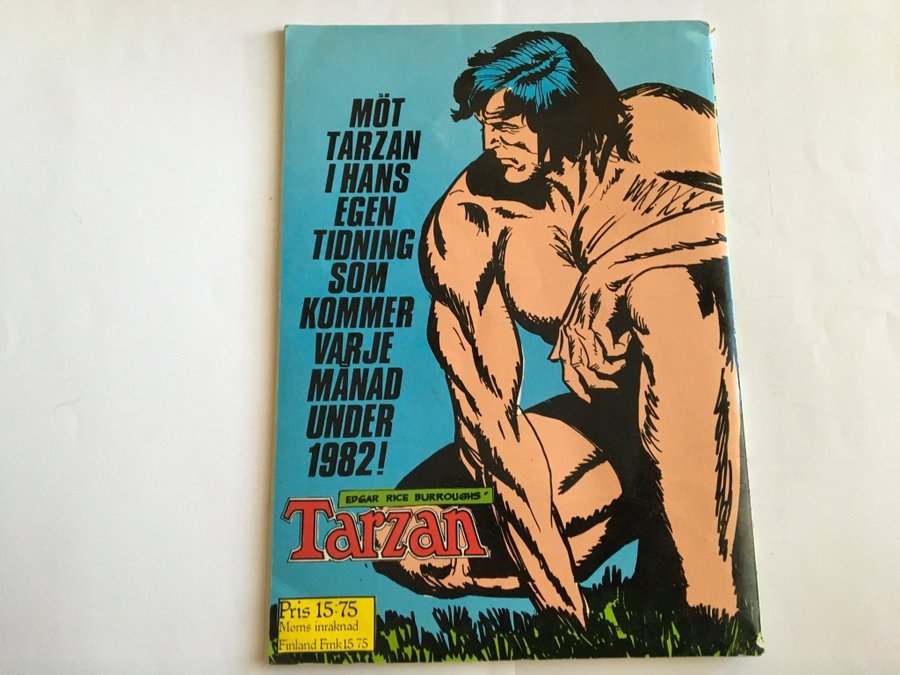 MÖT
TARZAN
I HANS
EGEN
TIDNING
SOM
KOMMER
VARJE
MÅNAD
UNDER
1982!
EDGAR RICE BURROUGHS'
Tarzan
Pris 15:75
Moms inräknad
Finland Fmk 15 75